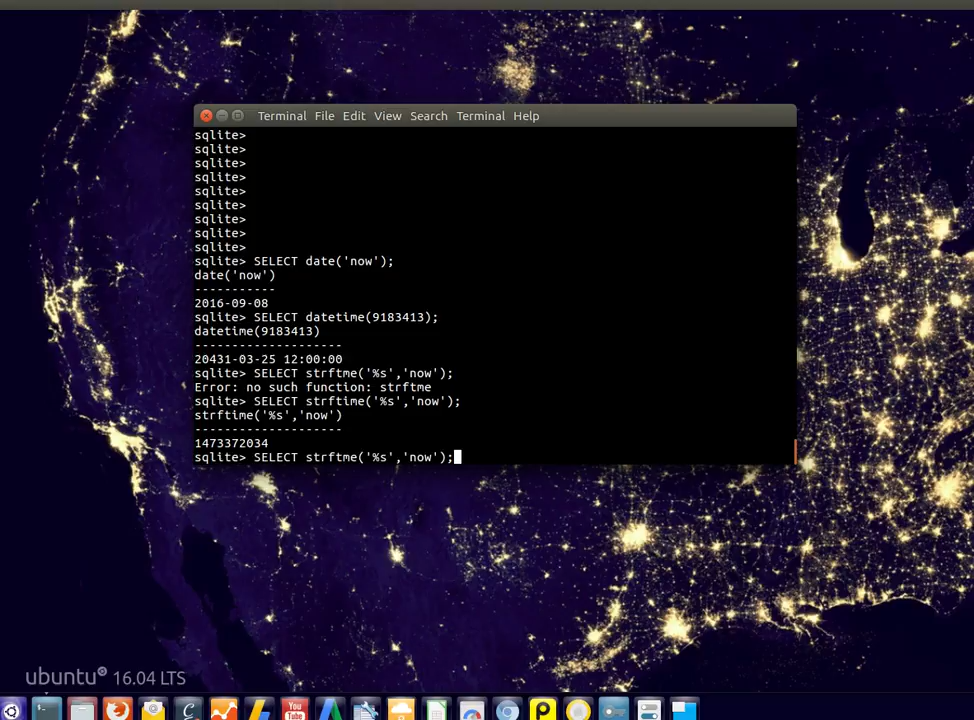 Terminal File Edit View Search Terminal Help
sqlite>
sqlite>
sqlite>
sqlite>
sqlite>
sqlite>
sqlite>
sqlite>
sqlite>
sqlite> SELECT date('now');
date('now')
-----------
2016-09-08
sqlite> SELECT datetime(9183413);
datetime(9183413)
--------------------
20431-03-25 12:00:00
sqlite> SELECT strftme('%s','now');
Error: no such function: strftme
sqlite> SELECT strftime('%s','now');
strftime('%s','now')
--------------------
1473372034
sqlite> SELECT strftme('%s','now');
ubuntu® 16.04 LTS
You
Tube